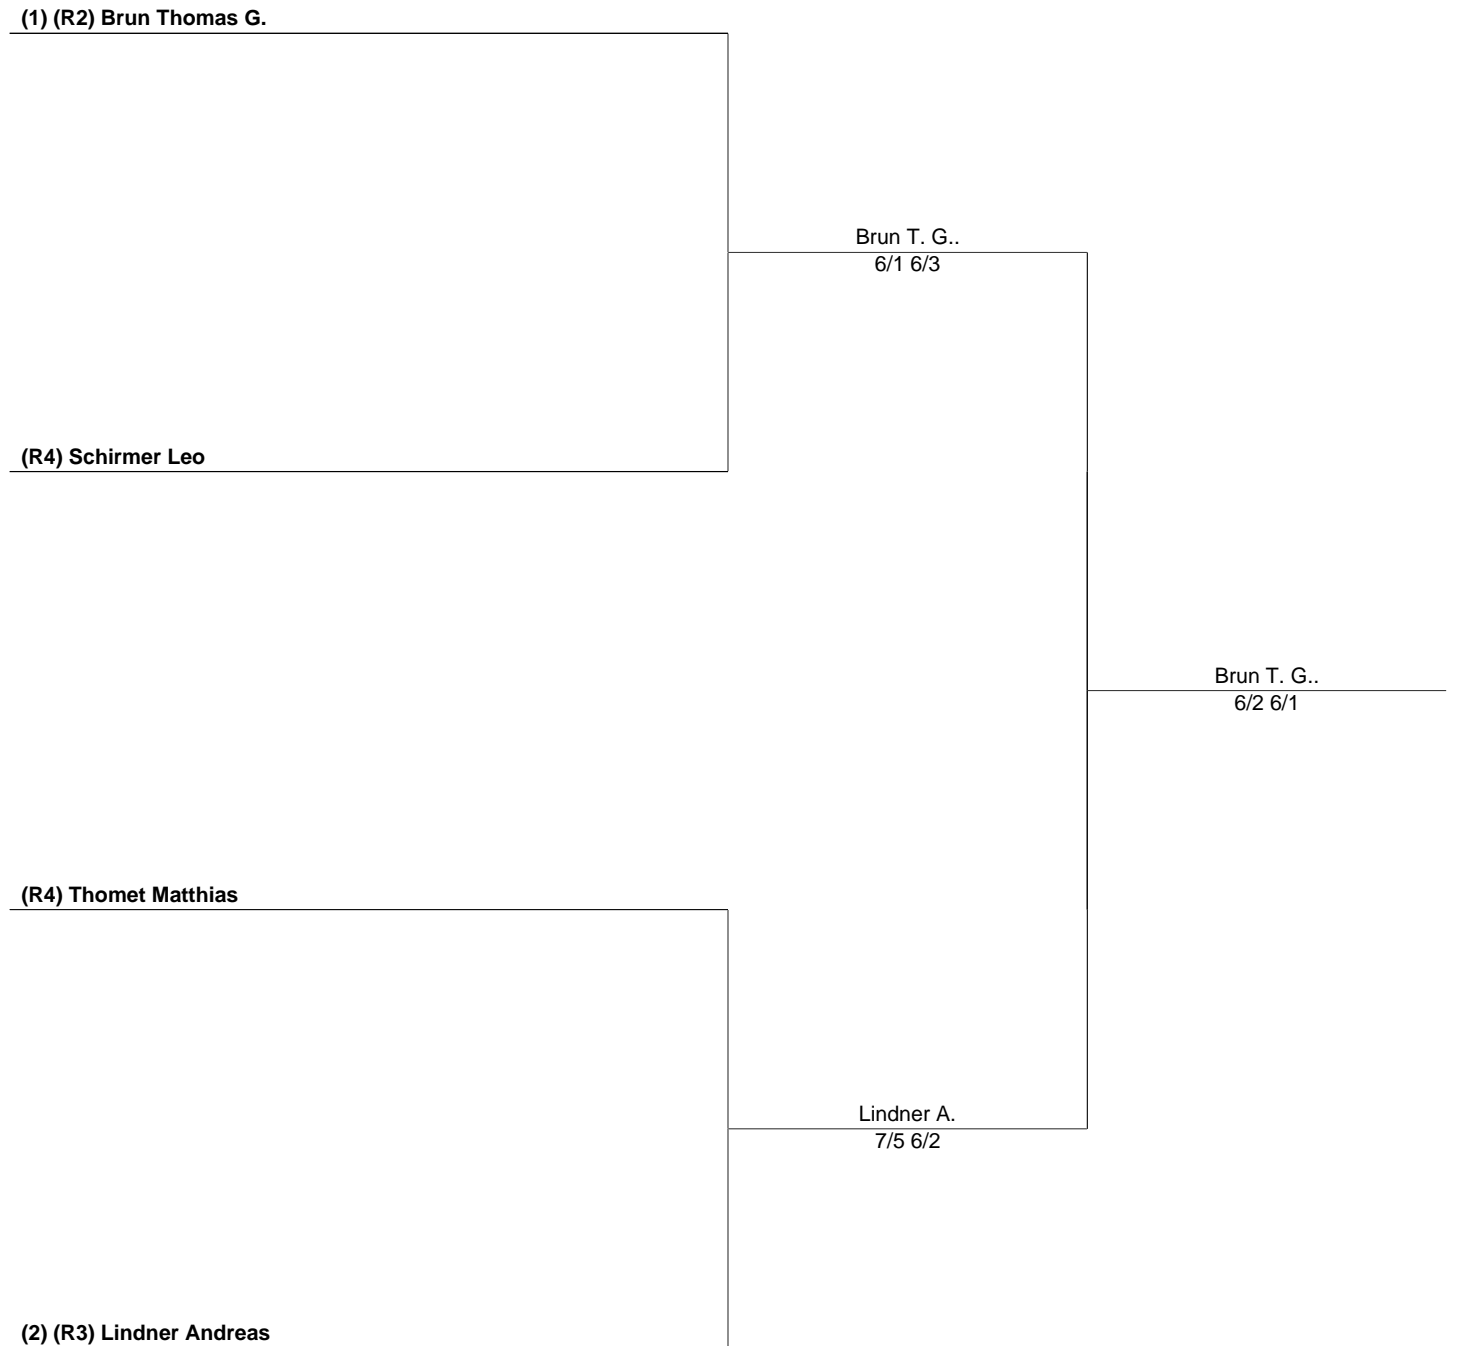 (1) (R2) Brun Thomas G.
Brun T. G..
6/1 6/3
(R4) Schirmer Leo
Brun T. G..
6/2 6/1
(R4) Thomet Matthias
Lindner A.
7/5 6/2
(2) (R3) Lindner Andreas